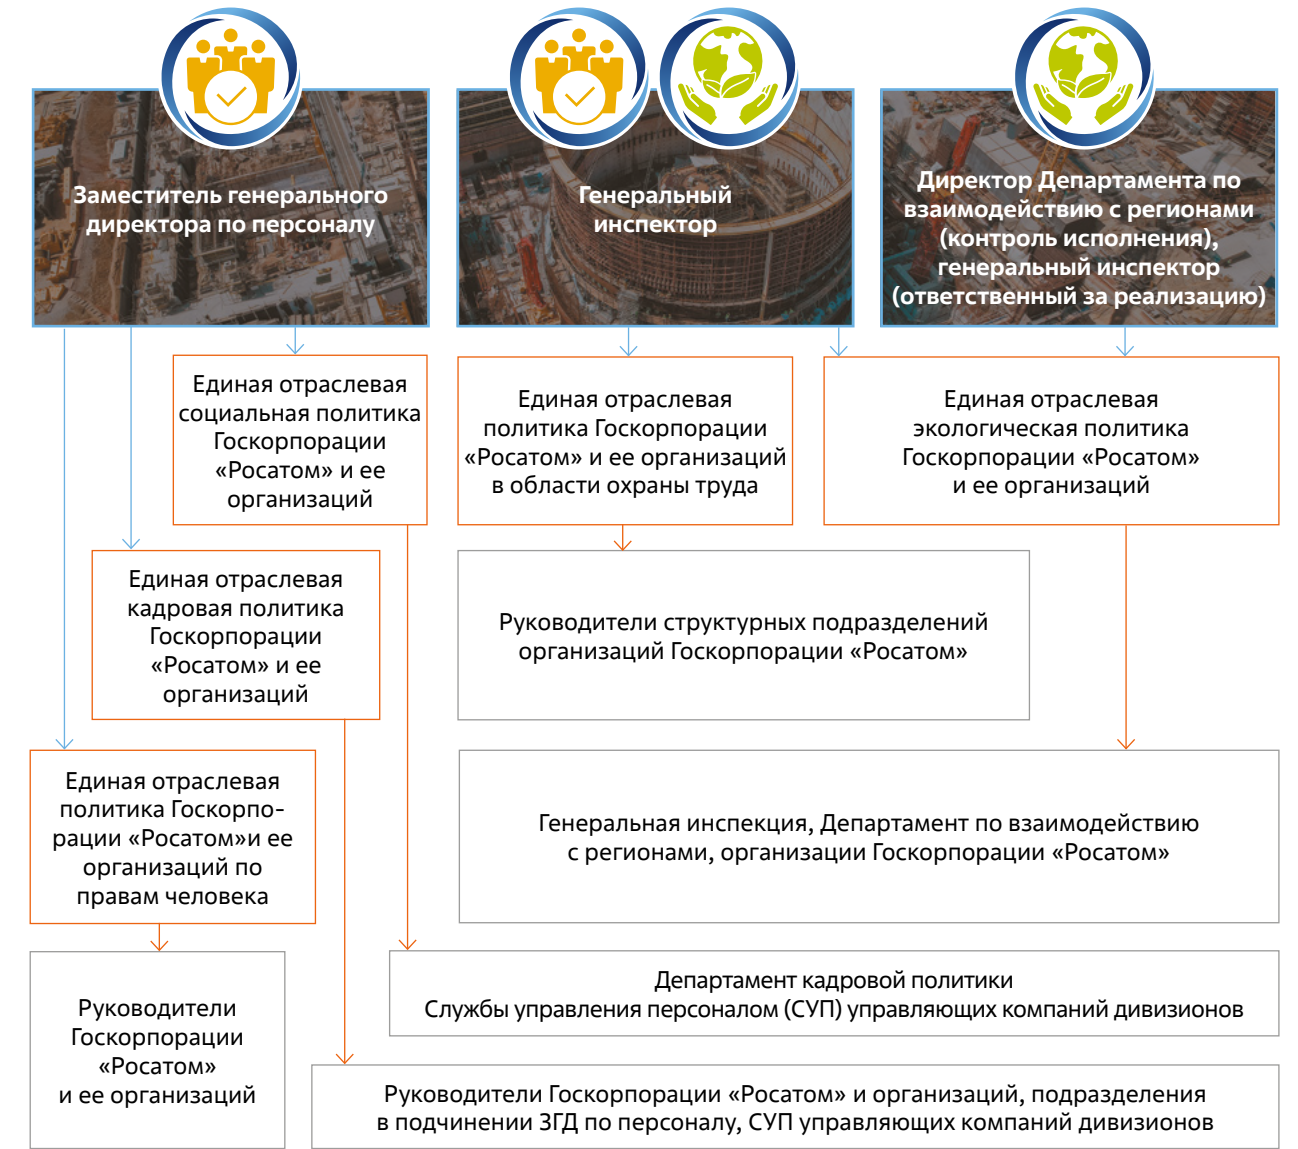 Заместитель генерального
директора по персоналу
Генеральный
инспектор
Директор Департамента по
взаимодействию с регионами
(контроль исполнения),
генеральный инспектор
(ответственный за реализацию)
Единая отраслевая
социальная политика
Госкорпорации
«Росатом» и ее
организаций
Единая отраслевая
политика Госкорпорации
«Росатом» и ее организаций
в области охраны труда
Единая отраслевая
экологическая политика
Госкорпорации «Росатом»
и ее организаций
Единая отраслевая
кадровая политика
Госкорпорации
«Росатом» и ее
организаций
Руководители структурных подразделений
организаций Госкорпорации «Росатом»
Единая отраслевая
политика Госкорпо-
рации «Росатом»и ее
организаций по
правам человека
Генеральная инспекция, Департамент по взаимодействию
с регионами, организации Госкорпорации «Росатом»
Руководители
Госкорпорации
«Росатом»
и ее организаций
Департамент кадровой политики
Службы управления персоналом (СУП) управляющих компаний дивизионов
Руководители Госкорпорации «Росатом» и организаций, подразделения
в подчинении ЗГД по персоналу, СУП управляющих компаний дивизионов